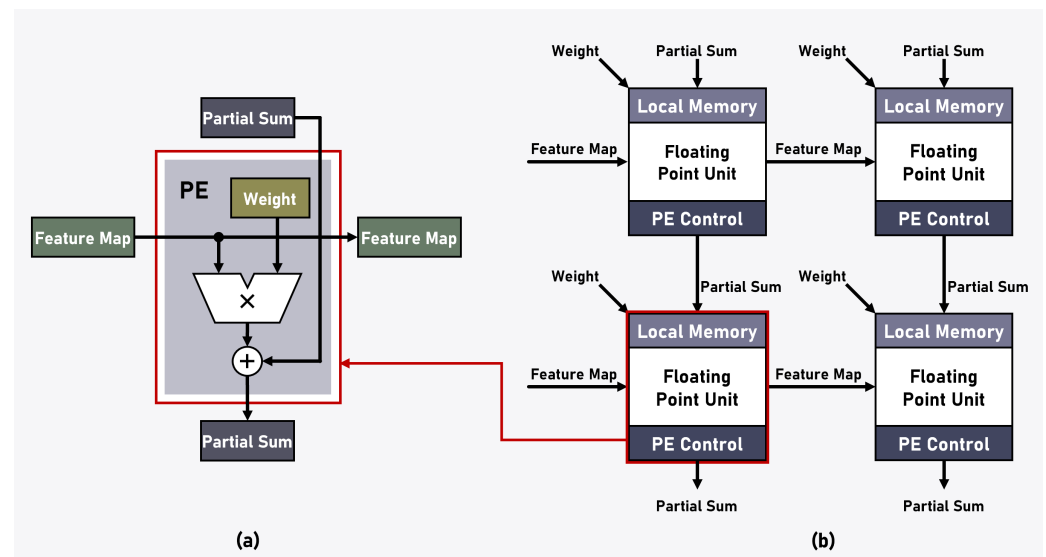 Partial Sum
PE
Weight
Feature Map
Feature Map
×
+
Partial Sum
(a)
Weight
Partial Sum
Weight
Partial Sum
Local Memory
Local Memory
Feature Map
Floating
Point Unit
Feature Map
Floating
Point Unit
PE Control
PE Control
Weight
Partial Sum
Weight
Partial Sum
Local Memory
Local Memory
Feature Map
Floating
Point Unit
Feature Map
Floating
Point Unit
PE Control
PE Control
Partial Sum
Partial Sum
(b)